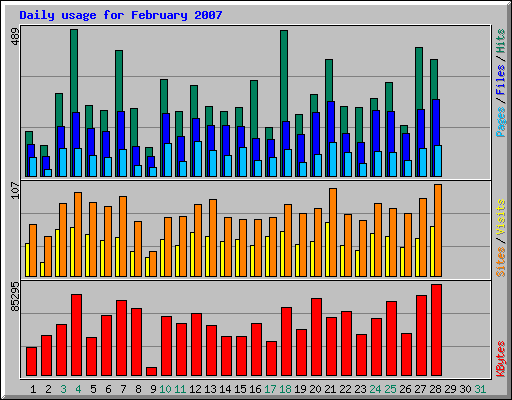 Daily usage for February 2007
489
Pages / Files / Hits
107
Sites / Visits
85295
KBytes
1 2 3 4 5 6 7 8 9 10 11 12 13 14 15 16 17 18 19 20 21 22 23 24 25 26 27 28 29 30 31